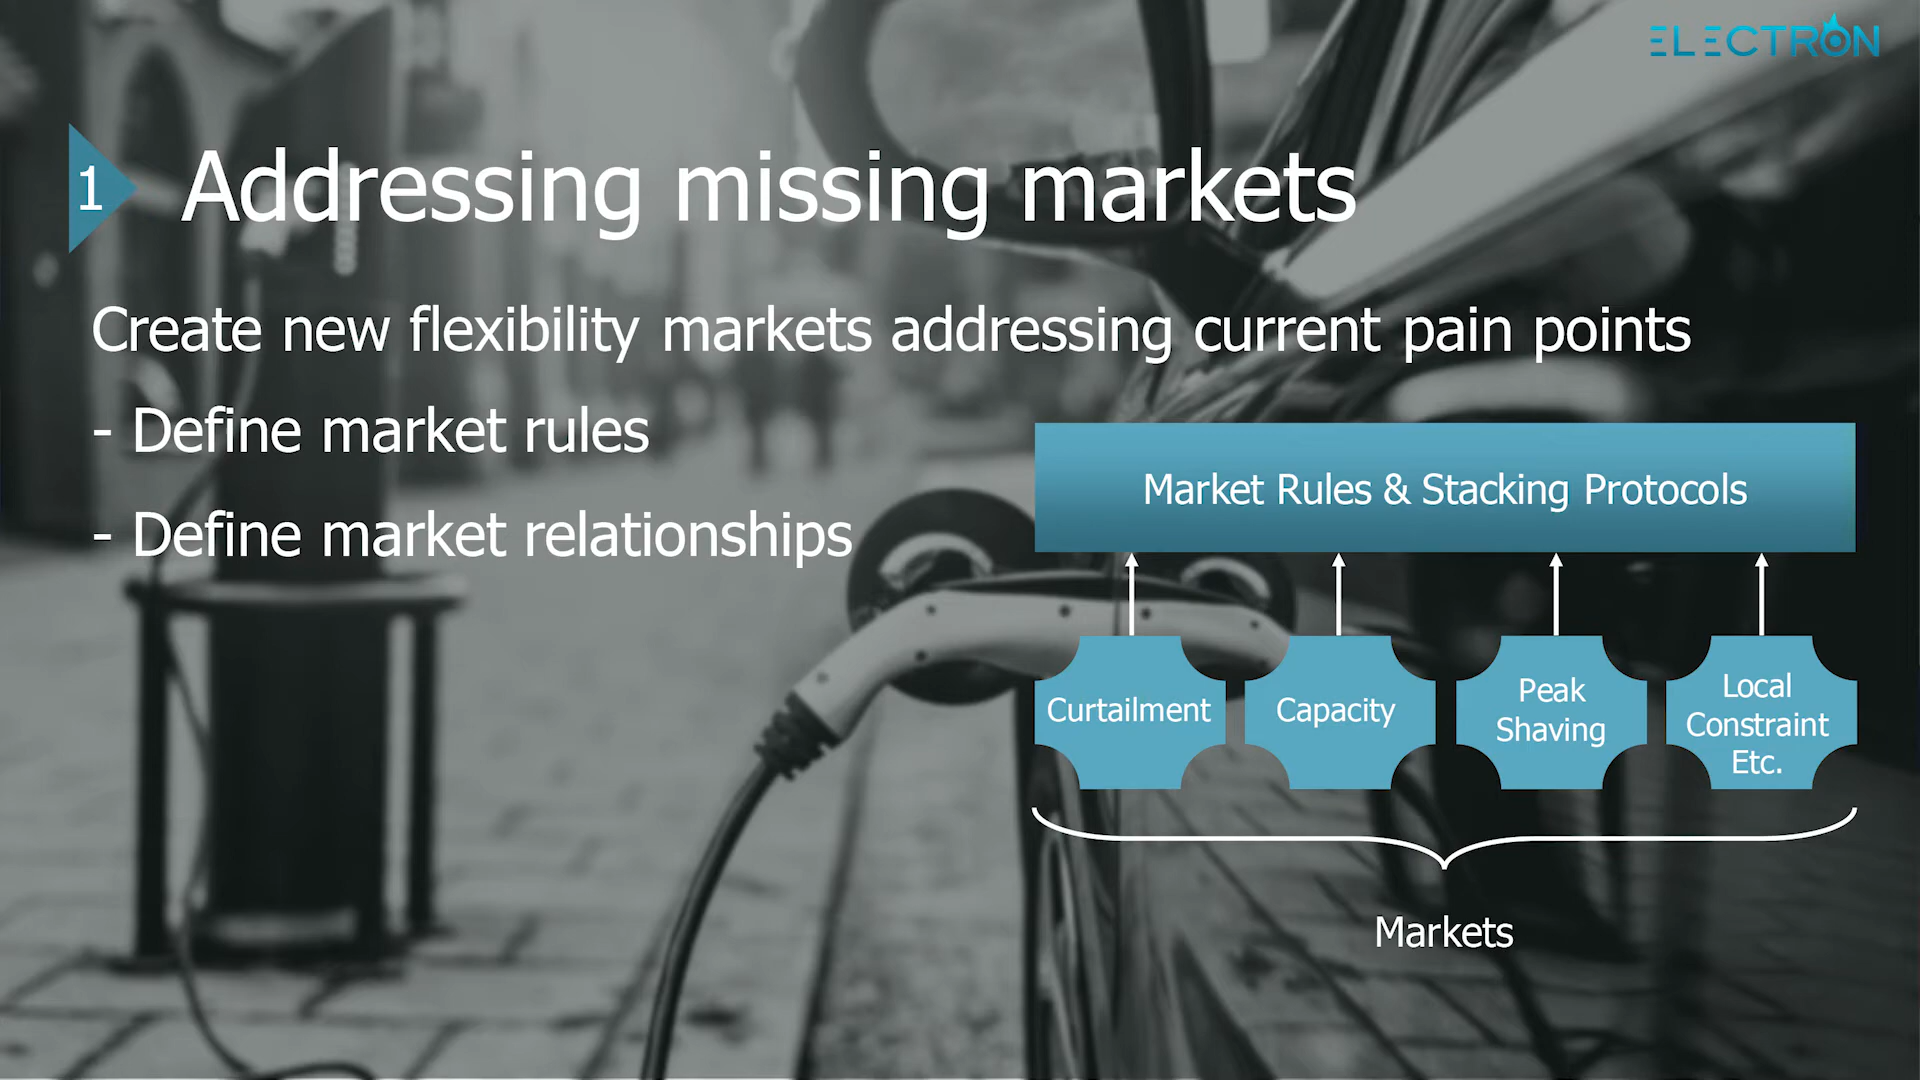 ELECTRON
1
Addressing missing markets
Create new flexibility markets addressing current pain points
- Define market rules
- Define market relationships
Market Rules & Stacking Protocols
Curtailment
Capacity
Peak
Shaving
Local
Constraint
Etc.
Markets